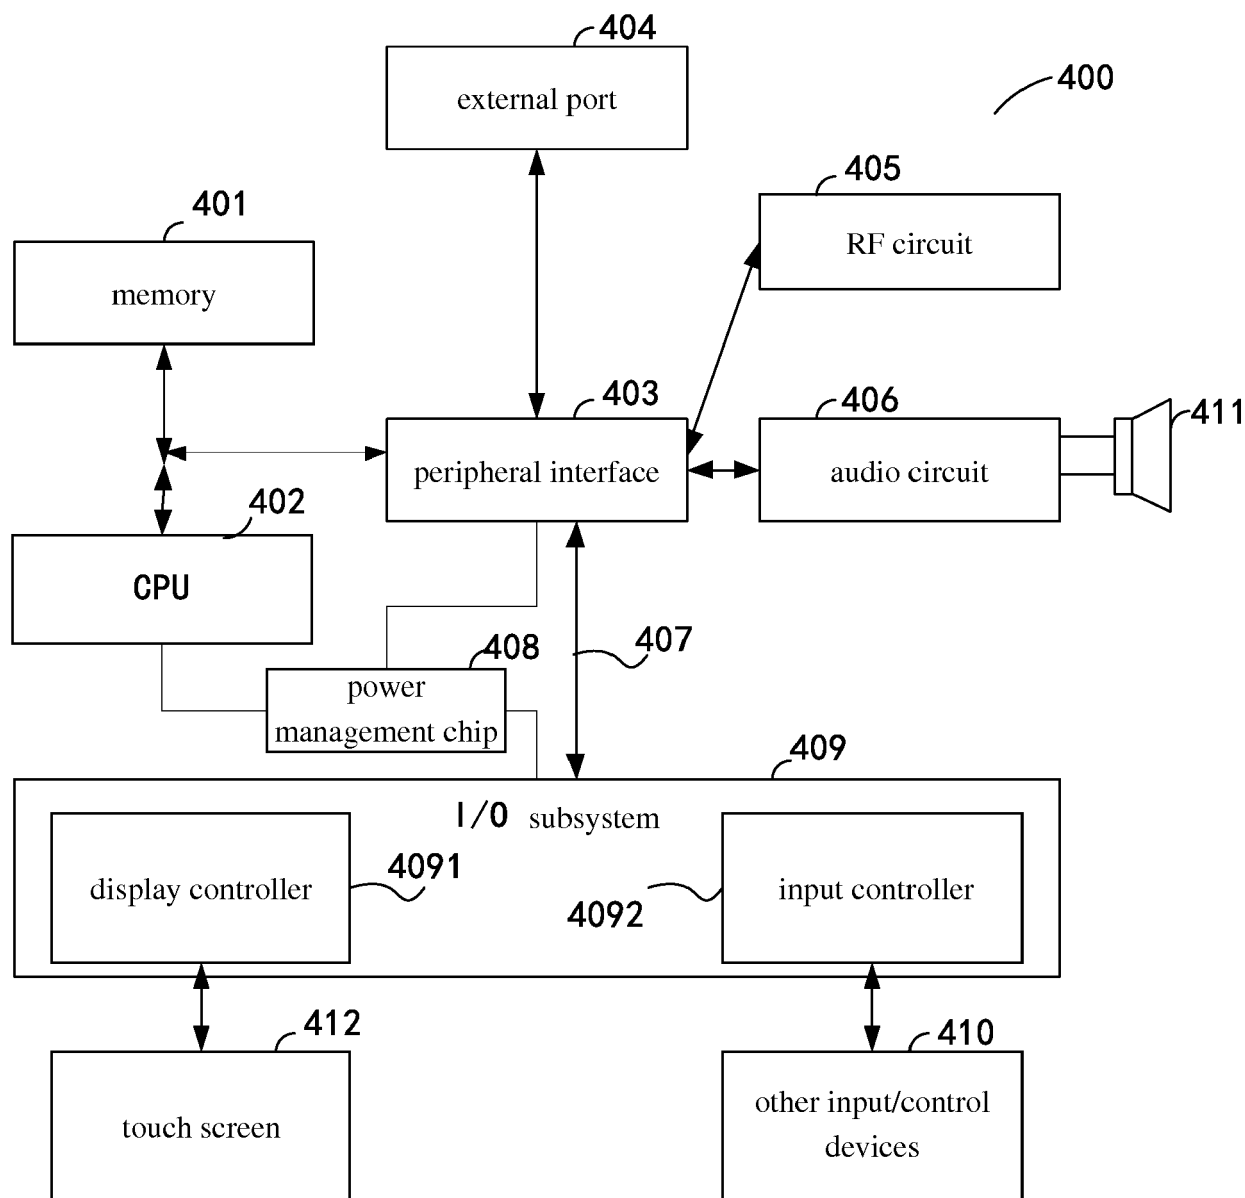 404
external port
400
405
RF circuit
401
memory
403
peripheral interface
406
audio circuit
411
402
CPU
408
power
management chip
407
409
I/O subsystem
display controller
4091
4092
input controller
412
touch screen
410
other input/control
devices